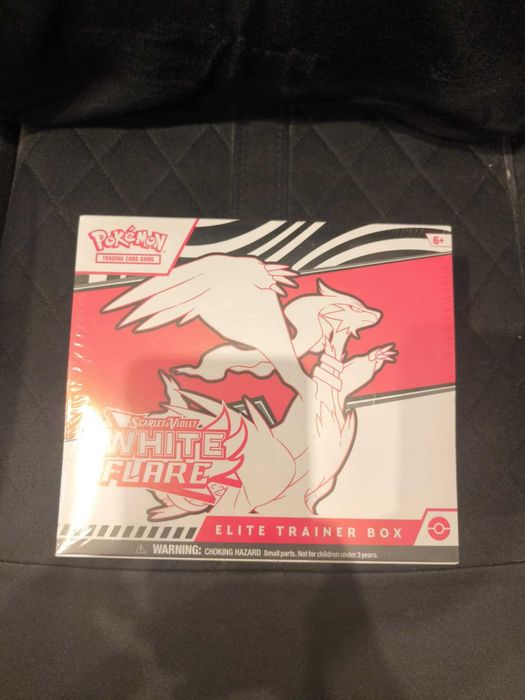 POKéMON
TRADING CARD GAME
6+
SCARLET & VIOLET
WHITE
FLARE
ELITE TRAINER BOX
WARNING: CHOKING HAZARD Small parts. Not for children under 3 years.